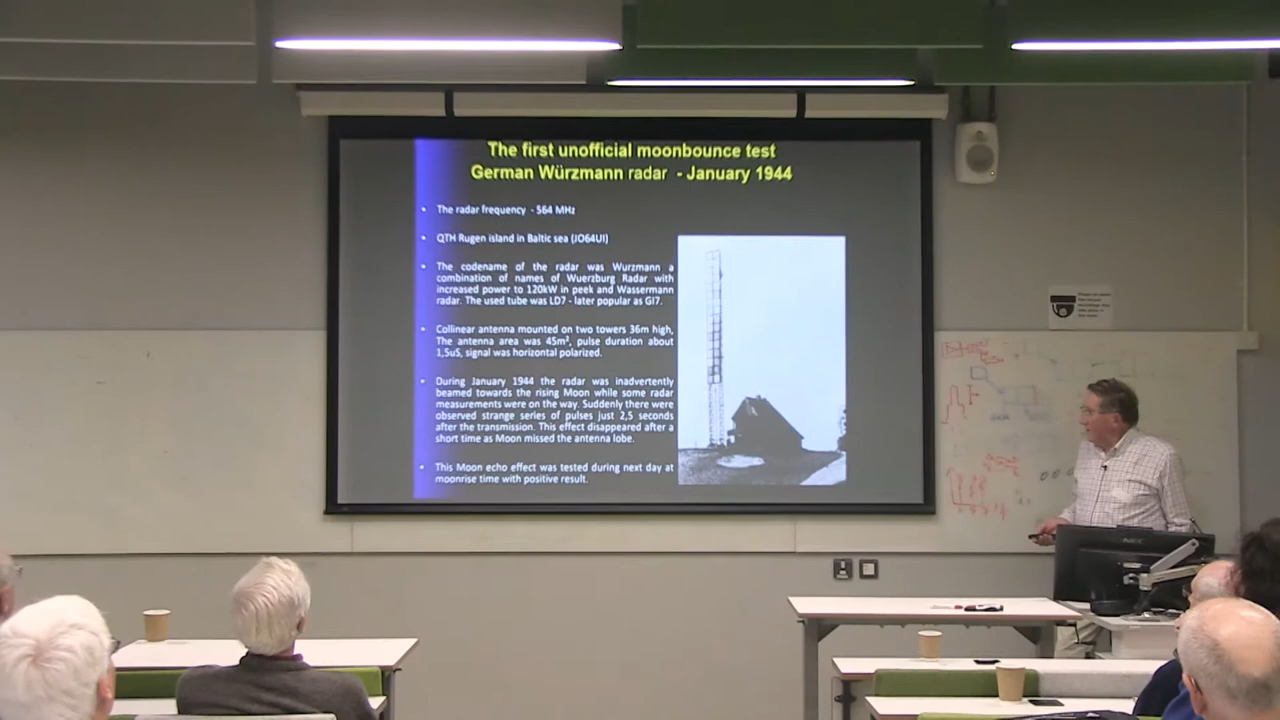 The first unofficial moonbounce test
German Würzmann radar - January 1944
• The radar frequency - 564 MHz
• QTH Rugen island in Baltic sea (JO64UI)
• The codename of the radar was Wurzmann a
combination of names of Wuerzburg Radar with
increased power to 120kW in peek and Wassermann
radar. The used tube was LD7 - later popular as GI7.
• Collinear antenna mounted on two towers 36m high,
The antenna area was 45m², pulse duration about
1,5uS, signal was horizontal polarized.
• During January 1944 the radar was inadvertently
beamed towards the rising Moon while some radar
measurements were on the way. Suddenly there were
observed strange series of pulses just 2,5 seconds
after the transmission. This effect disappeared after a
short time as Moon missed the antenna lobe.
• This Moon echo effect was tested during next day at
moonrise time with positive result.
NEC